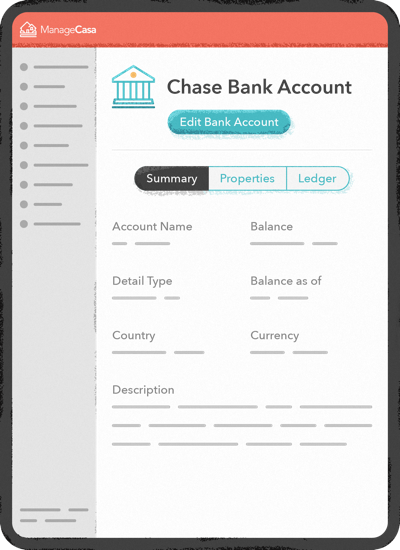 ManageCasa
Chase Bank Account
Edit Bank Account
Summary Properties Ledger
Account Name Balance
Detail Type Balance as of
Country Currency
Description